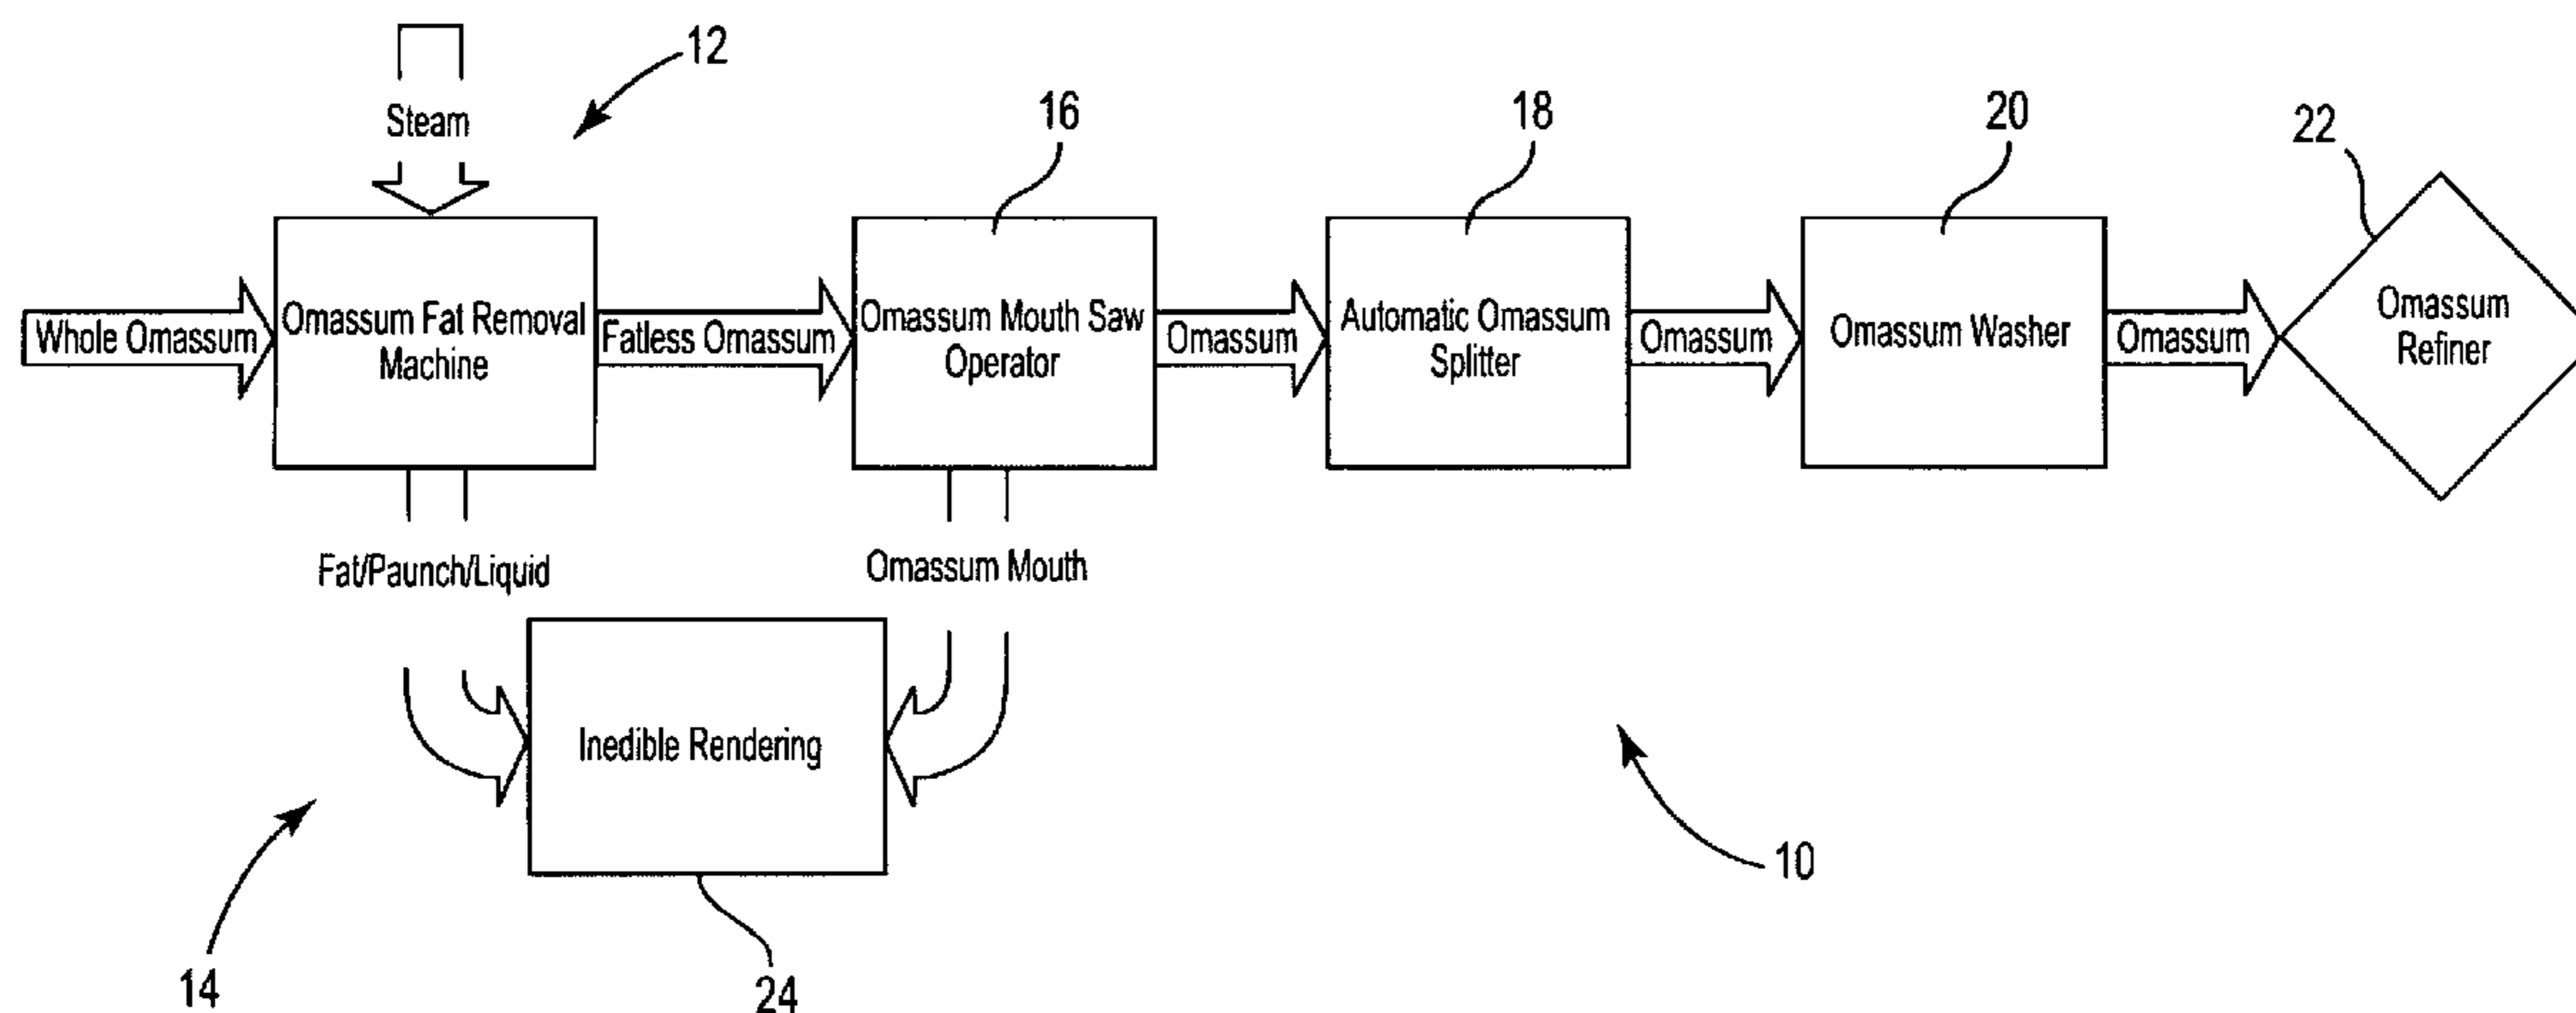 12
Steam
16
18
20
22
Whole Omassum
Omassum Fat Removal
Machine
Fatless Omassum
Omassum Mouth Saw
Operator
Omassum
Automatic Omassum
Splitter
Omassum
Omassum Washer
Omassum
Omassum
Refiner
Fat/Paunch/Liquid
Omassum Mouth
Inedible Rendering
10
14
24